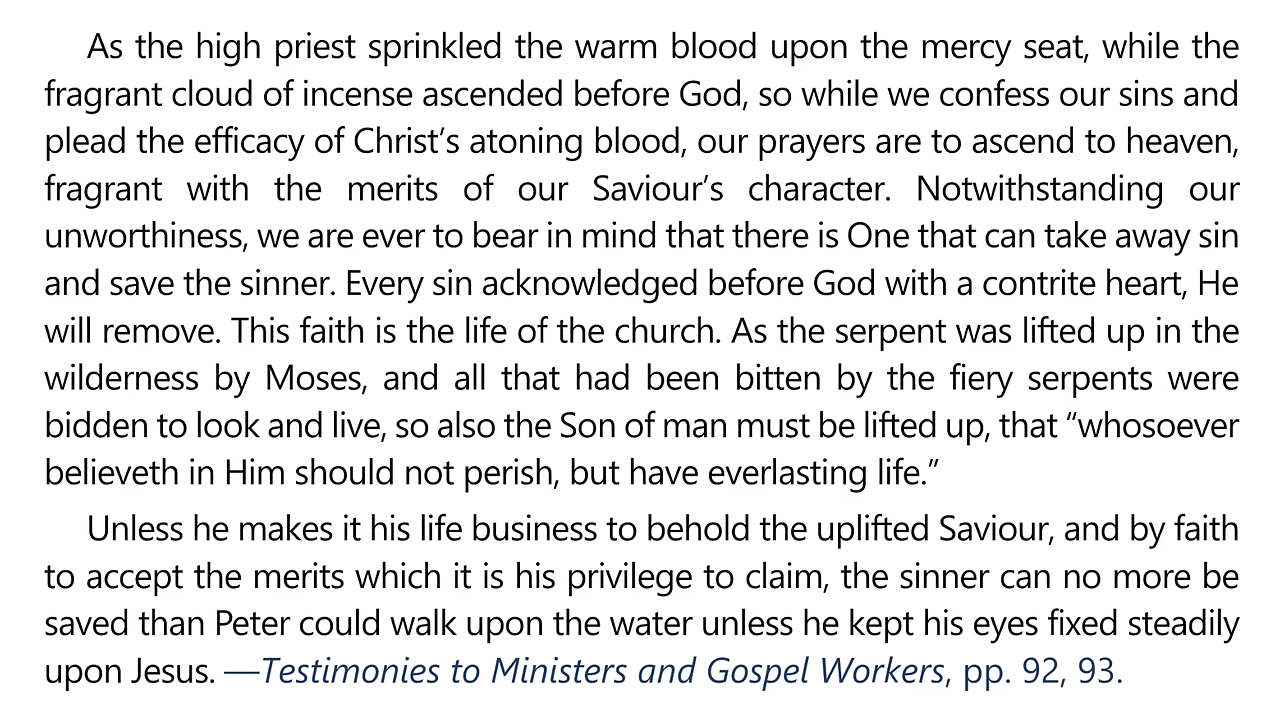 As the high priest sprinkled the warm blood upon the mercy seat, while the
fragrant cloud of incense ascended before God, so while we confess our sins and
plead the efficacy of Christ’s atoning blood, our prayers are to ascend to heaven,
fragrant with the merits of our Saviour’s character. Notwithstanding our
unworthiness, we are ever to bear in mind that there is One that can take away sin
and save the sinner. Every sin acknowledged before God with a contrite heart, He
will remove. This faith is the life of the church. As the serpent was lifted up in the
wilderness by Moses, and all that had been bitten by the fiery serpents were
bidden to look and live, so also the Son of man must be lifted up, that “whosoever
believeth in Him should not perish, but have everlasting life.”
Unless he makes it his life business to behold the uplifted Saviour, and by faith
to accept the merits which it is his privilege to claim, the sinner can no more be
saved than Peter could walk upon the water unless he kept his eyes fixed steadily
upon Jesus. —Testimonies to Ministers and Gospel Workers, pp. 92, 93.